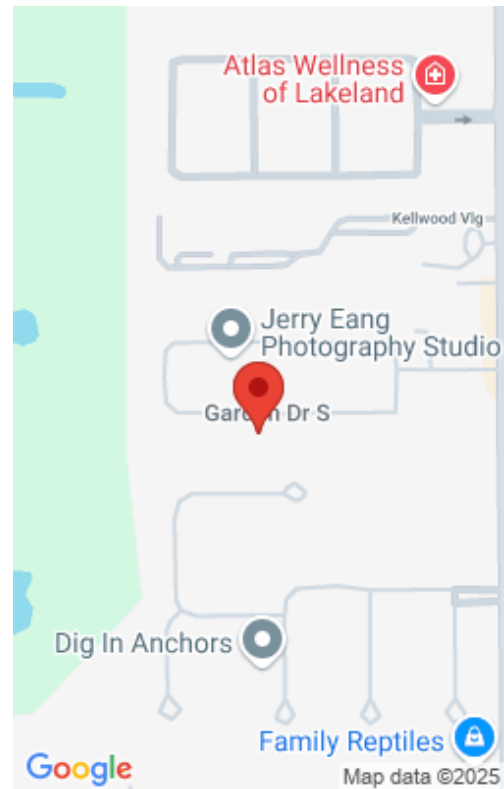 Atlas Wellness
of Lakeland
Kellwood Vlg
Jerry Eang
Photography Studio
Garden Dr S
Dig In Anchors
Family Reptiles
Google
Map data ©2025